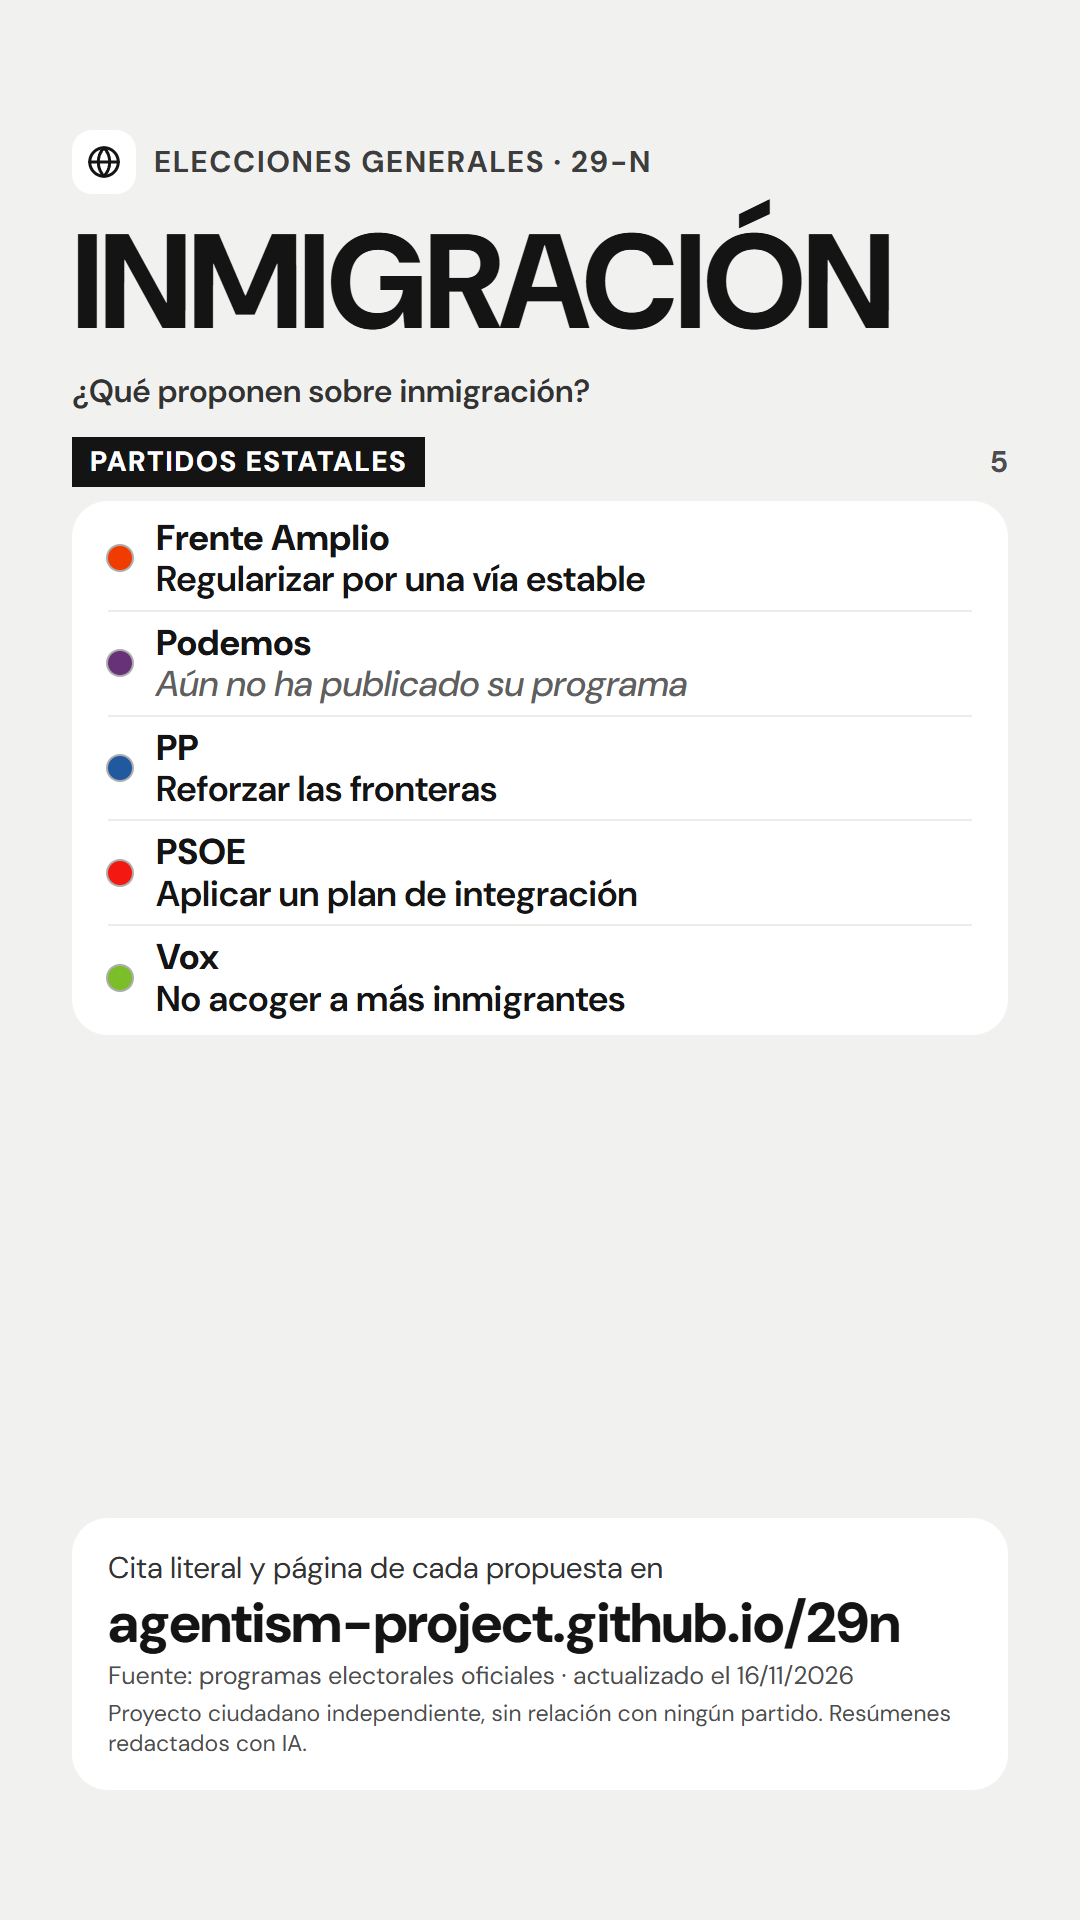 ELECCIONES GENERALES · 29-N
INMIGRACIÓN
¿Qué proponen sobre inmigración?
PARTIDOS ESTATALES
5
Frente Amplio
Regularizar por una vía estable
Podemos
Aún no ha publicado su programa
PP
Reforzar las fronteras
PSOE
Aplicar un plan de integración
Vox
No acoger a más inmigrantes
Cita literal y página de cada propuesta en
agentism-project.github.io/29n
Fuente: programas electorales oficiales · actualizado el 16/11/2026
Proyecto ciudadano independiente, sin relación con ningún partido. Resúmenes
redactados con IA.